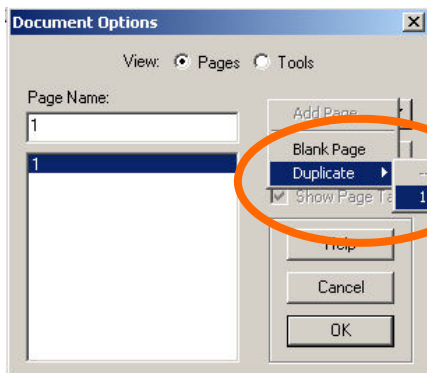 Document Options
View: Pages Tools
Page Name:
1
1
Add Page
Blank Page
Duplicate
1
Show Page
Help
Cancel
OK